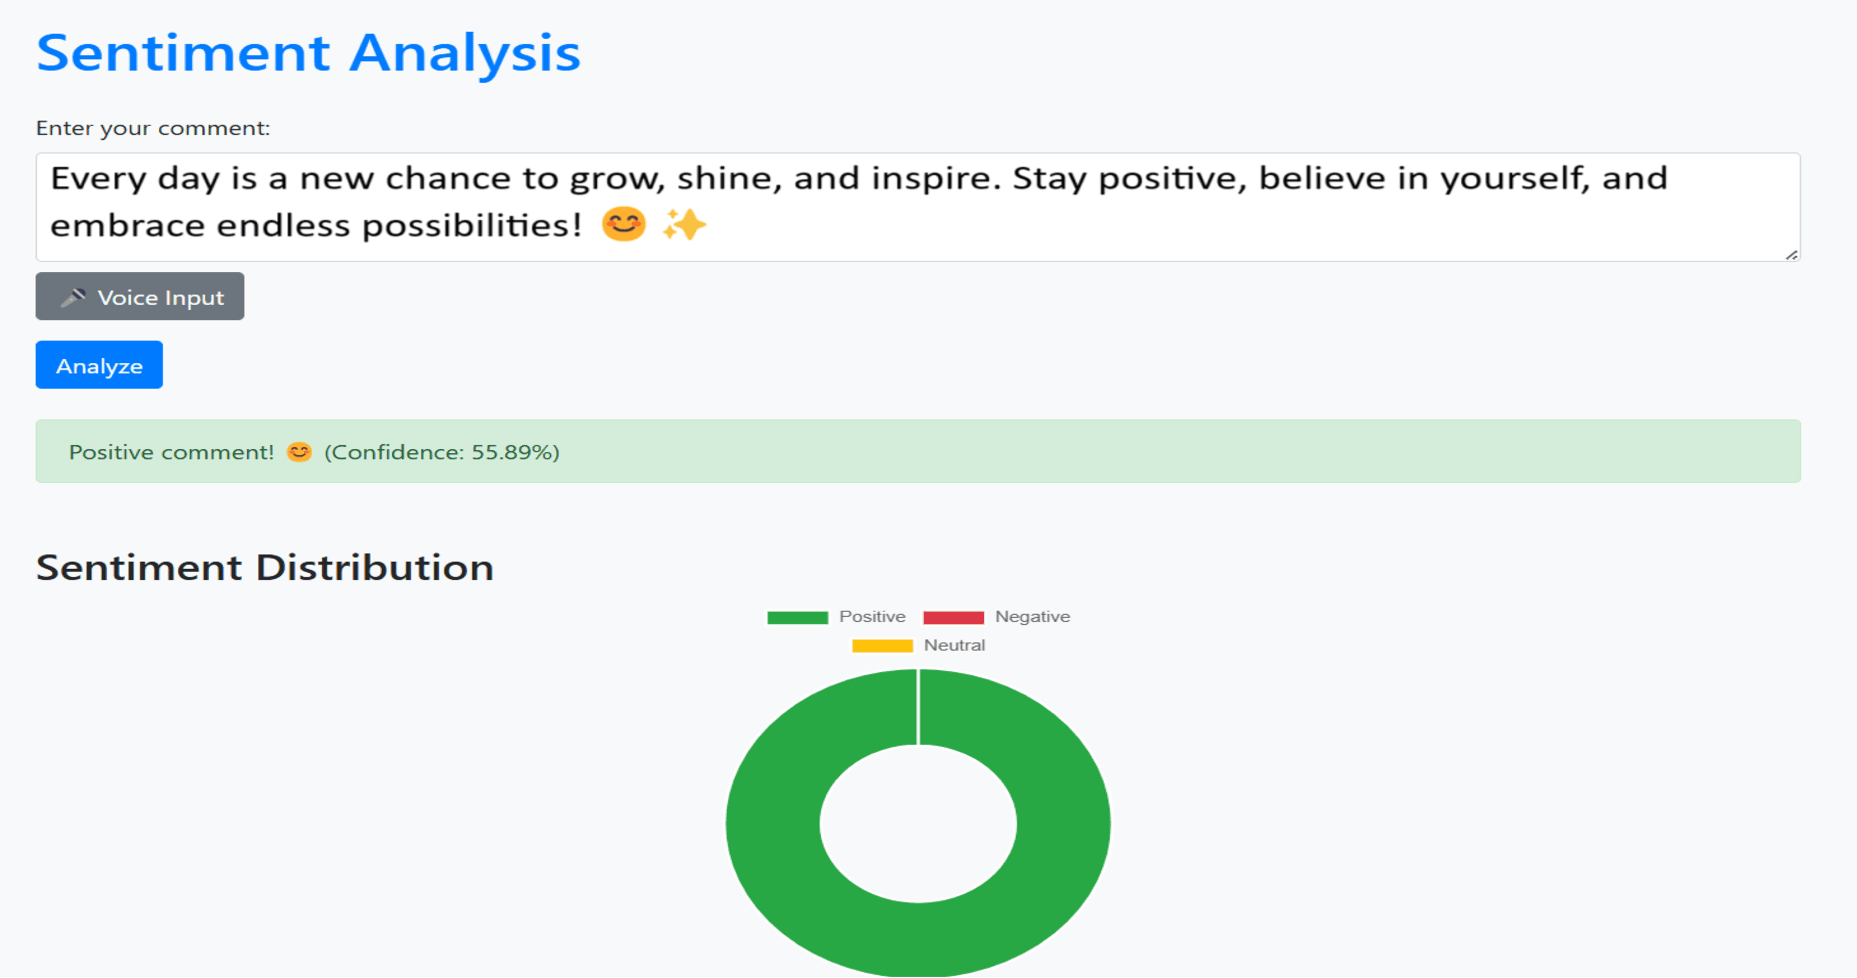 Sentiment Analysis
Enter your comment:
Every day is a new chance to grow, shine, and inspire. Stay positive, believe in yourself, and
embrace endless possibilities! 😊 ✨
🎤 Voice Input
Analyze
Positive comment! 😊 (Confidence: 55.89%)
Sentiment Distribution
Positive Negative
Neutral